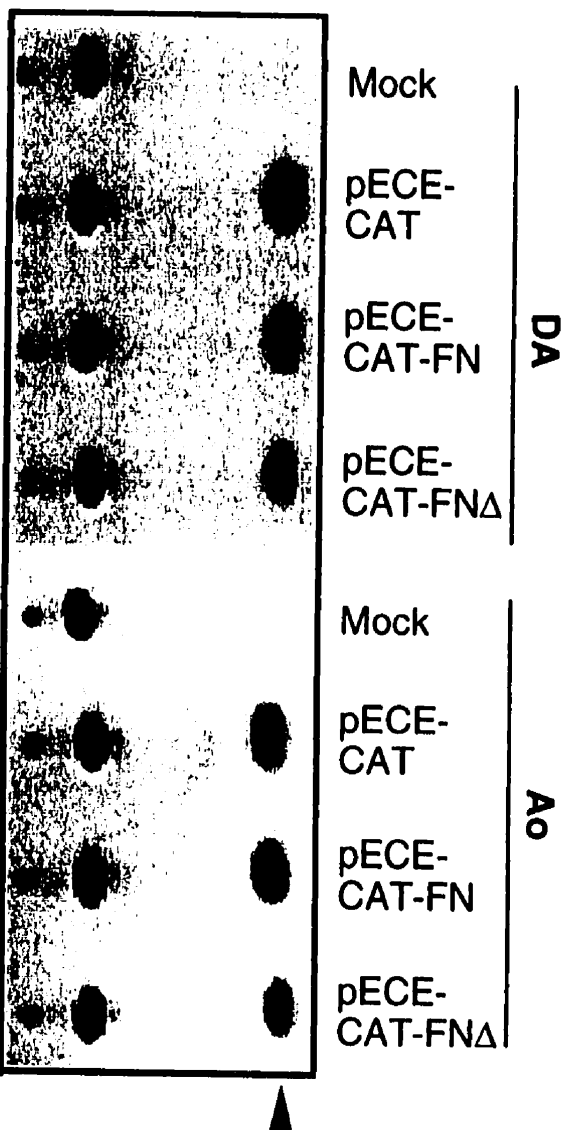 Mock
pECE-
CAT
pECE-
CAT-FN
pECE-
CAT-FNΔ
DA
Mock
pECE-
CAT
pECE-
CAT-FN
pECE-
CAT-FNΔ
Ao